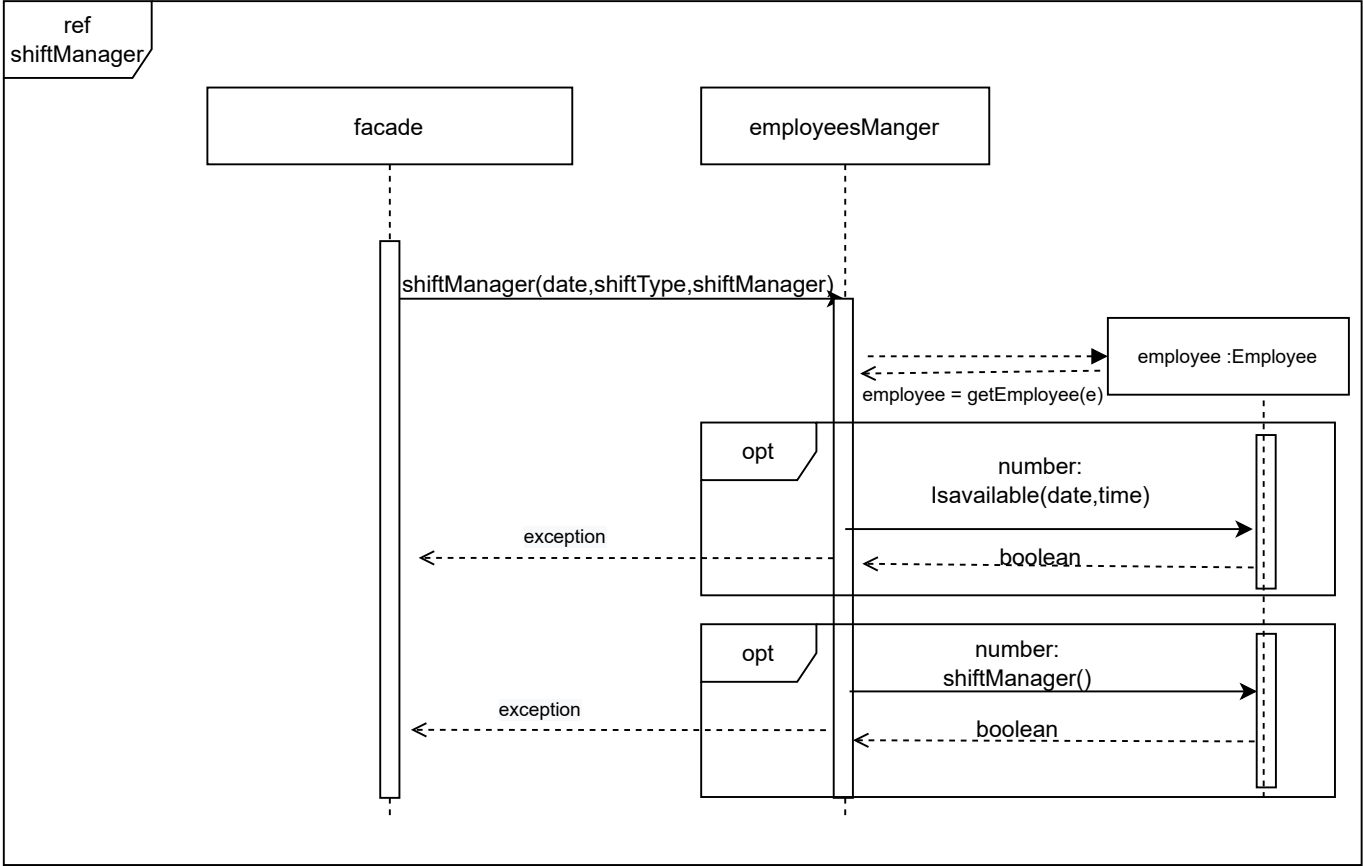 ref
shiftManager
facade
employeesManger
shiftManager(date,shiftType,shiftManager)
employee :Employee
employee = getEmployee(e)
opt
number:
Isavailable(date,time)
exception
boolean
opt
number:
shiftManager()
exception
boolean